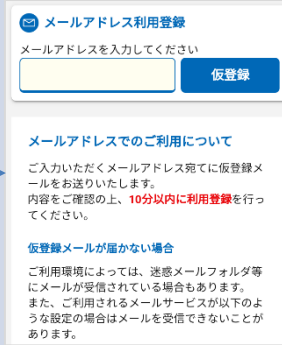 メールアドレス利用登録
メールアドレスを入力してください
仮登録
メールアドレスでのご利用について
ご入力いただくメールアドレス宛てに仮登録メ
ールをお送りいたします。
内容をご確認の上、10分以内に利用登録を行っ
てください。
仮登録メールが届かない場合
ご利用環境によっては、迷惑メールフォルダ等
にメールが受信されている場合もあります。
また、ご利用されるメールサービスが以下のよ
うな設定の場合はメールを受信できないことが
あります。